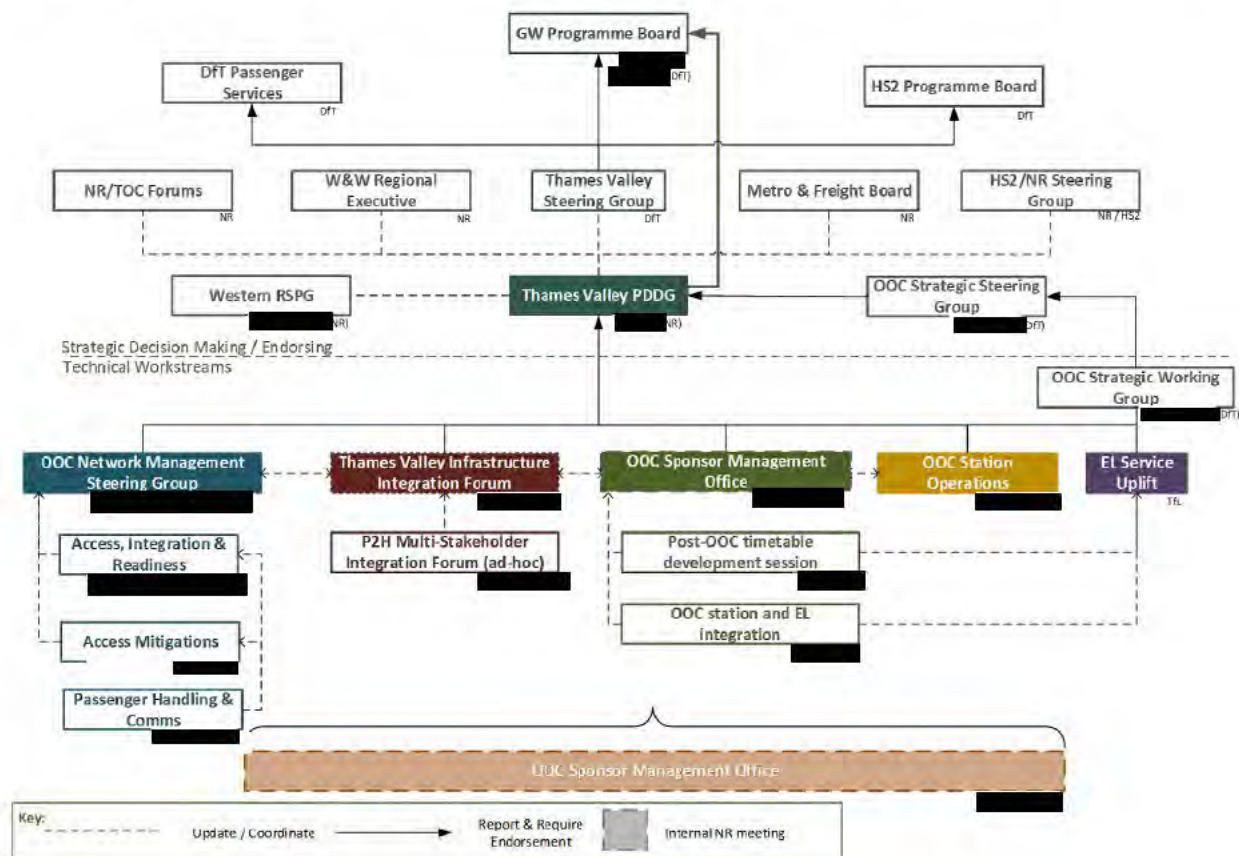 GW Programme Board
DfT)
DfT Passenger
Services
DfT
HS2 Programme Board
DfT
NR/TOC Forums
NR
W&W Regional
Executive
NR
Thames Valley
Steering Group
DfT
Metro & Freight Board
NR
HS2/NR Steering
Group
NR / HS2
Western RSPG
NR)
Thames Valley PDDG
NR)
OOC Strategic Steering
Group
DfT)
Strategic Decision Making / Endorsing
Technical Workstreams
OOC Strategic Working
Group
DfT)
OOC Network Management
Steering Group
Thames Valley Infrastructure
Integration Forum
OOC Sponsor Management
Office
OOC Station
Operations
EL Service
Uplift
TfL
Access, Integration &
Readiness
P2H Multi-Stakeholder
Integration Forum (ad-hoc)
Post-OOC timetable
development session
Access Mitigations
OOC station and EL
integration
Passenger Handling &
Comms
OOC Sponsor Management Office
Key:
Update / Coordinate
Report & Require
Endorsement
Internal NR meeting